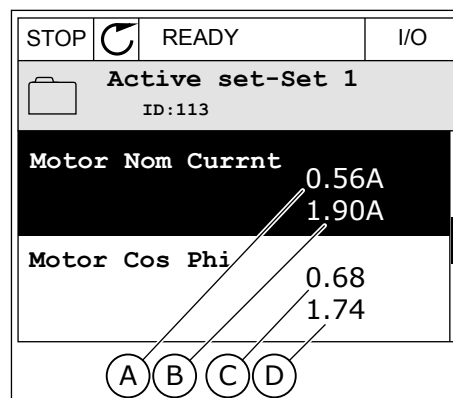 STOP READY I/O
Active set-Set 1
ID:113
Motor Nom Currnt
0.56A
1.90A
Motor Cos Phi
0.68
1.74
A B C D